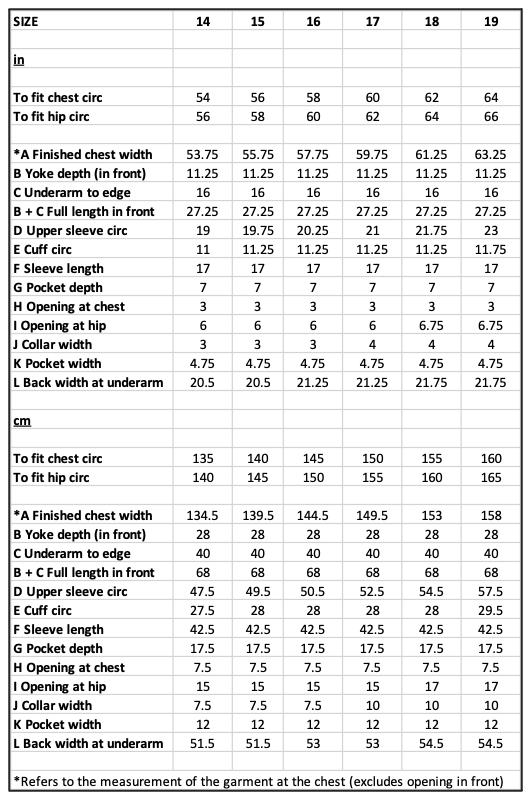 SIZE 14 15 16 17 18 19
in
To fit chest circ 54 56 58 60 62 64
To fit hip circ 56 58 60 62 64 66
*A Finished chest width 53.75 55.75 57.75 59.75 61.25 63.25
B Yoke depth (in front) 11.25 11.25 11.25 11.25 11.25 11.25
C Underarm to edge 16 16 16 16 16 16
B + C Full length in front 27.25 27.25 27.25 27.25 27.25 27.25
D Upper sleeve circ 19 19.75 20.25 21 21.75 23
E Cuff circ 11 11.25 11.25 11.25 11.25 11.75
F Sleeve length 17 17 17 17 17 17
G Pocket depth 7 7 7 7 7 7
H Opening at chest 3 3 3 3 3 3
I Opening at hip 6 6 6 6 6.75 6.75
J Collar width 3 3 3 4 4 4
K Pocket width 4.75 4.75 4.75 4.75 4.75 4.75
L Back width at underarm 20.5 20.5 21.25 21.25 21.75 21.75
cm
To fit chest circ 135 140 145 150 155 160
To fit hip circ 140 145 150 155 160 165
*A Finished chest width 134.5 139.5 144.5 149.5 153 158
B Yoke depth (in front) 28 28 28 28 28 28
C Underarm to edge 40 40 40 40 40 40
B + C Full length in front 68 68 68 68 68 68
D Upper sleeve circ 47.5 49.5 50.5 52.5 54.5 57.5
E Cuff circ 27.5 28 28 28 28 29.5
F Sleeve length 42.5 42.5 42.5 42.5 42.5 42.5
G Pocket depth 17.5 17.5 17.5 17.5 17.5 17.5
H Opening at chest 7.5 7.5 7.5 7.5 7.5 7.5
I Opening at hip 15 15 15 15 17 17
J Collar width 7.5 7.5 7.5 10 10 10
K Pocket width 12 12 12 12 12 12
L Back width at underarm 51.5 51.5 53 53 54.5 54.5
*Refers to the measurement of the garment at the chest (excludes opening in front)